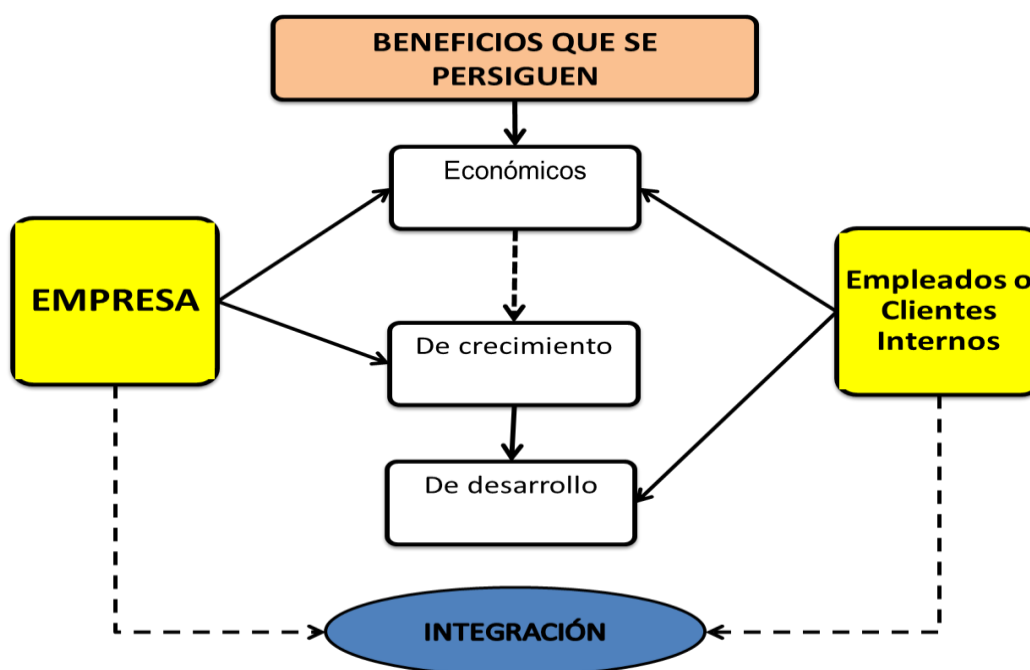 BENEFICIOS QUE SE
PERSIGUEN
Económicos
EMPRESA
Empleados o
Clientes
Internos
De crecimiento
De desarrollo
INTEGRACIÓN